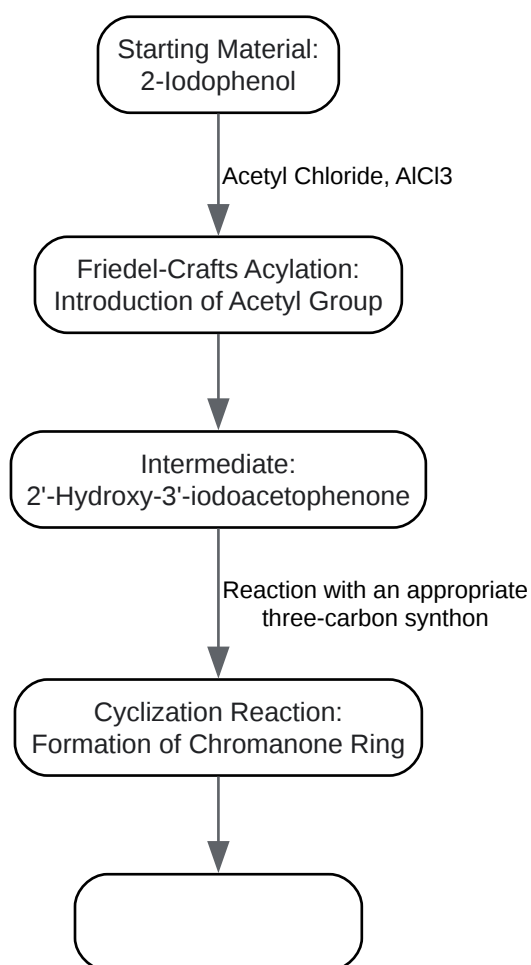 Starting Material:
2-Iodophenol
Acetyl Chloride, AlCl3
Friedel-Crafts Acylation:
Introduction of Acetyl Group
Intermediate:
2'-Hydroxy-3'-iodoacetophenone
Reaction with an appropriate
three-carbon synthon
Cyclization Reaction:
Formation of Chromanone Ring